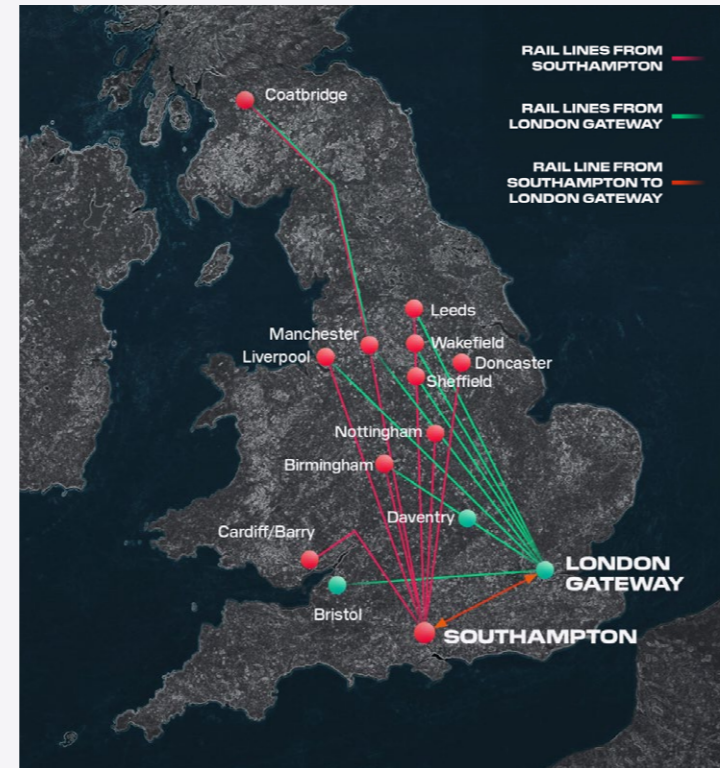 RAIL LINES FROM
SOUTHAMPTON
RAIL LINES FROM
LONDON GATEWAY
RAIL LINE FROM
SOUTHAMPTON TO
LONDON GATEWAY
Coatbridge
Leeds
Manchester
Wakefield
Liverpool
Doncaster
Sheffield
Nottingham
Birmingham
Daventry
Cardiff/Barry
LONDON
GATEWAY
Bristol
SOUTHAMPTON